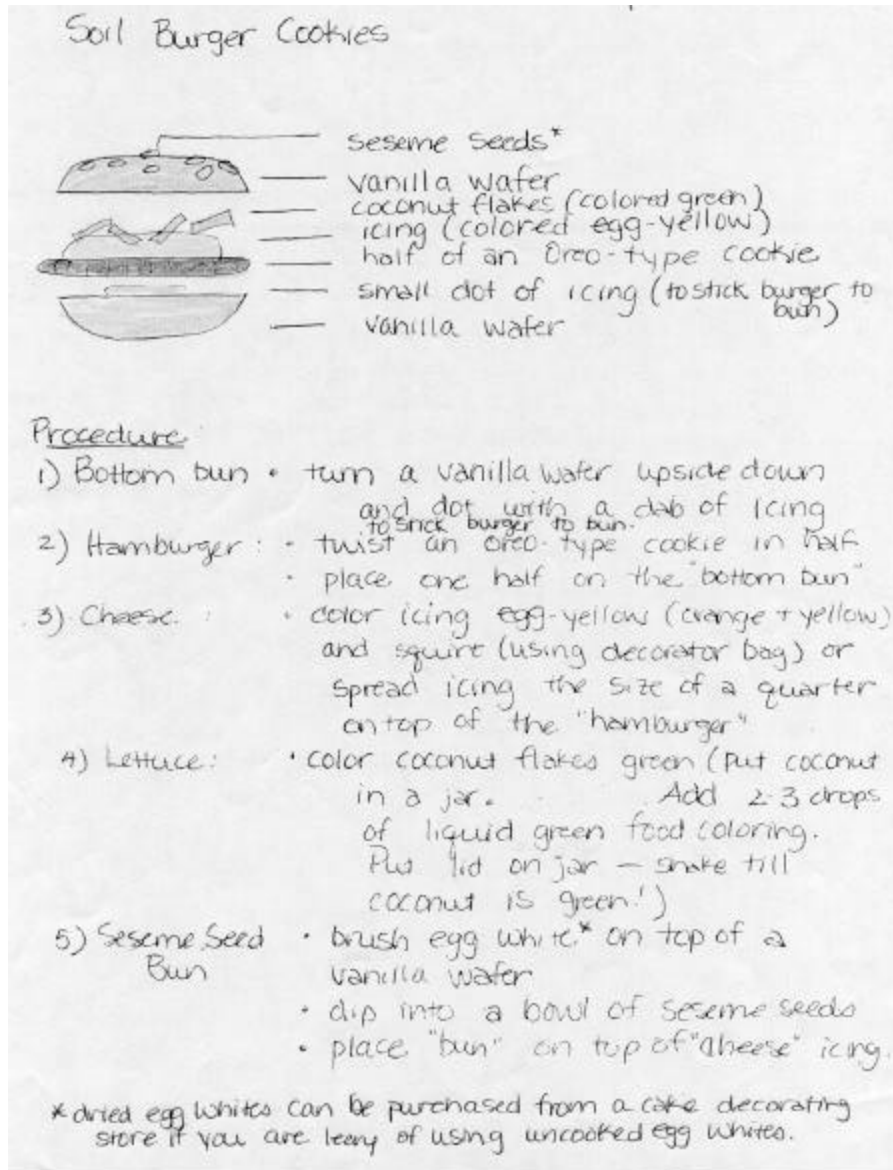 Soil Burger Cookies
seseme seeds*
vanilla wafer
coconut flakes (colored green)
icing (colored egg-yellow)
half of an Oreo-type cookie
small dot of icing (to stick burger to
bun)
vanilla wafer
Procedure:
1) Bottom bun • turn a vanilla wafer upside down
and dot with a dab of icing
to stick burger to bun.
2) Hamburger: • twist an oreo-type cookie in half
• place one half on the "bottom bun"
3) Cheese: • color icing egg-yellow (orange + yellow)
and squirt (using decorator bag) or
spread icing the size of a quarter
on top of the "hamburger"
4) Lettuce: • color coconut flakes green (put coconut
in a jar. Add 2-3 drops
of liquid green food coloring.
Put lid on jar — shake till
coconut is green!)
5) Seseme Seed • brush egg white* on top of a
Bun vanilla wafer
• dip into a bowl of seseme seeds
• place "bun" on top of "cheese" icing.
* dried egg whites can be purchased from a cake decorating
store if you are leery of using uncooked egg whites.